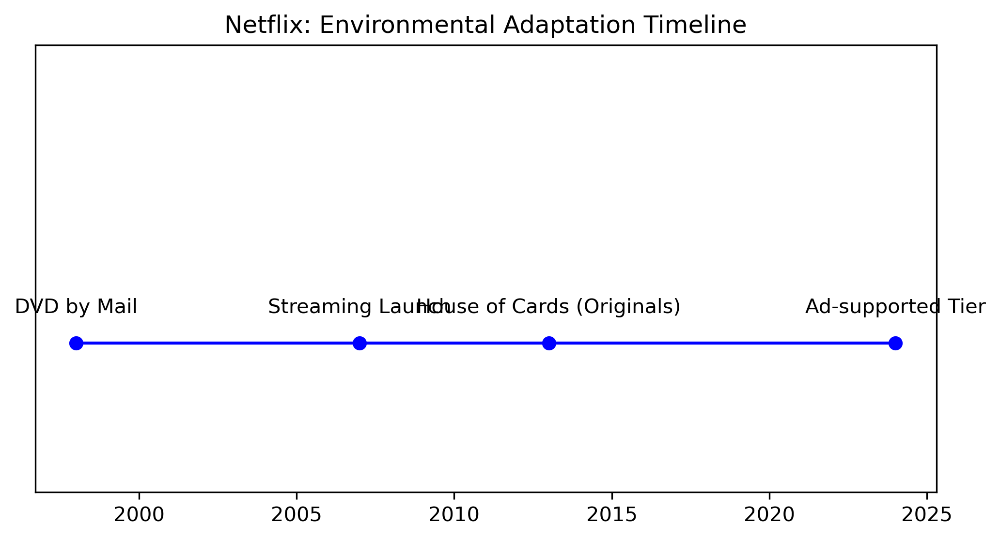 Netflix: Environmental Adaptation Timeline
DVD by Mail
Streaming Launch
House of Cards (Originals)
Ad-supported Tier
2000 2005 2010 2015 2020 2025